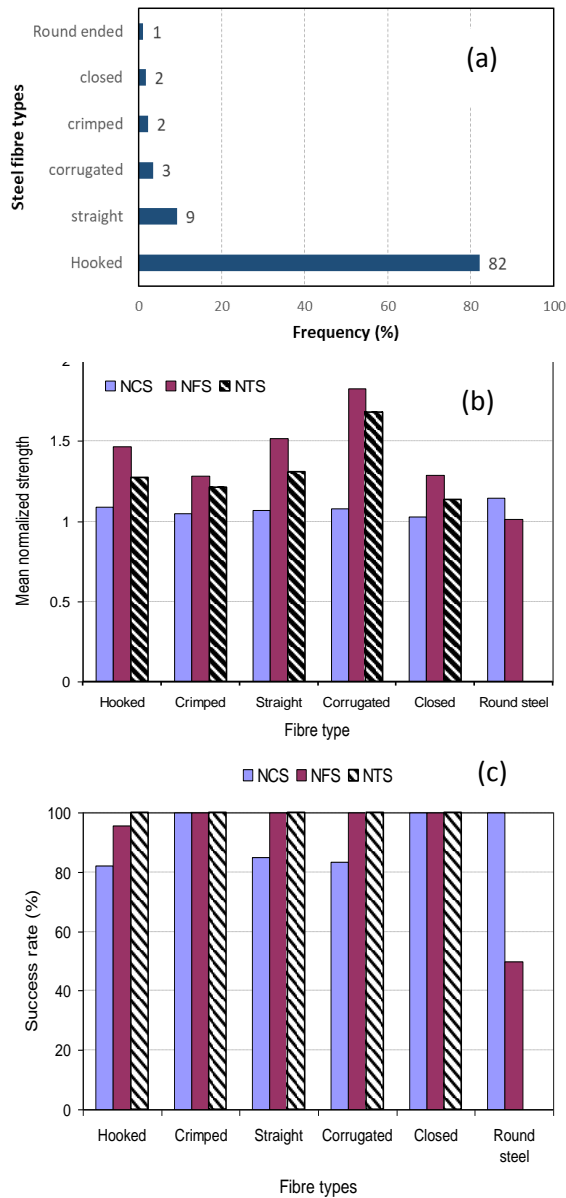 (a)
Steel fibre types
Round ended
1
closed
2
crimped
2
corrugated
3
straight
9
Hooked
82
0 20 40 60 80 100
Frequency (%)
(b)
NCS NFS NTS
Mean normalized strength
2
1.5
1
0.5
0
Hooked Crimped Straight Corrugated Closed Round steel
Fibre type
(c)
NCS NFS NTS
Success rate (%)
100
80
60
40
20
0
Hooked Crimped Straight Corrugated Closed Round
steel
Fibre types